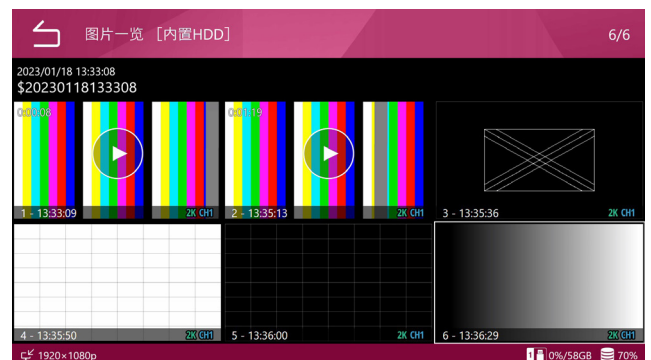 图片一览 ［内置HDD］ 6/6
2023/01/18 13:33:08
$20230118133308
0:00:08
0:01:19
1 - 13:33:09 2K CH1
2 - 13:35:13 2K CH1
3 - 13:35:36 2K CH1
4 - 13:35:50 2K CH1
5 - 13:36:00 2K CH1
6 - 13:36:29 2K CH1
1920×1080p 1 0%/58GB 70%